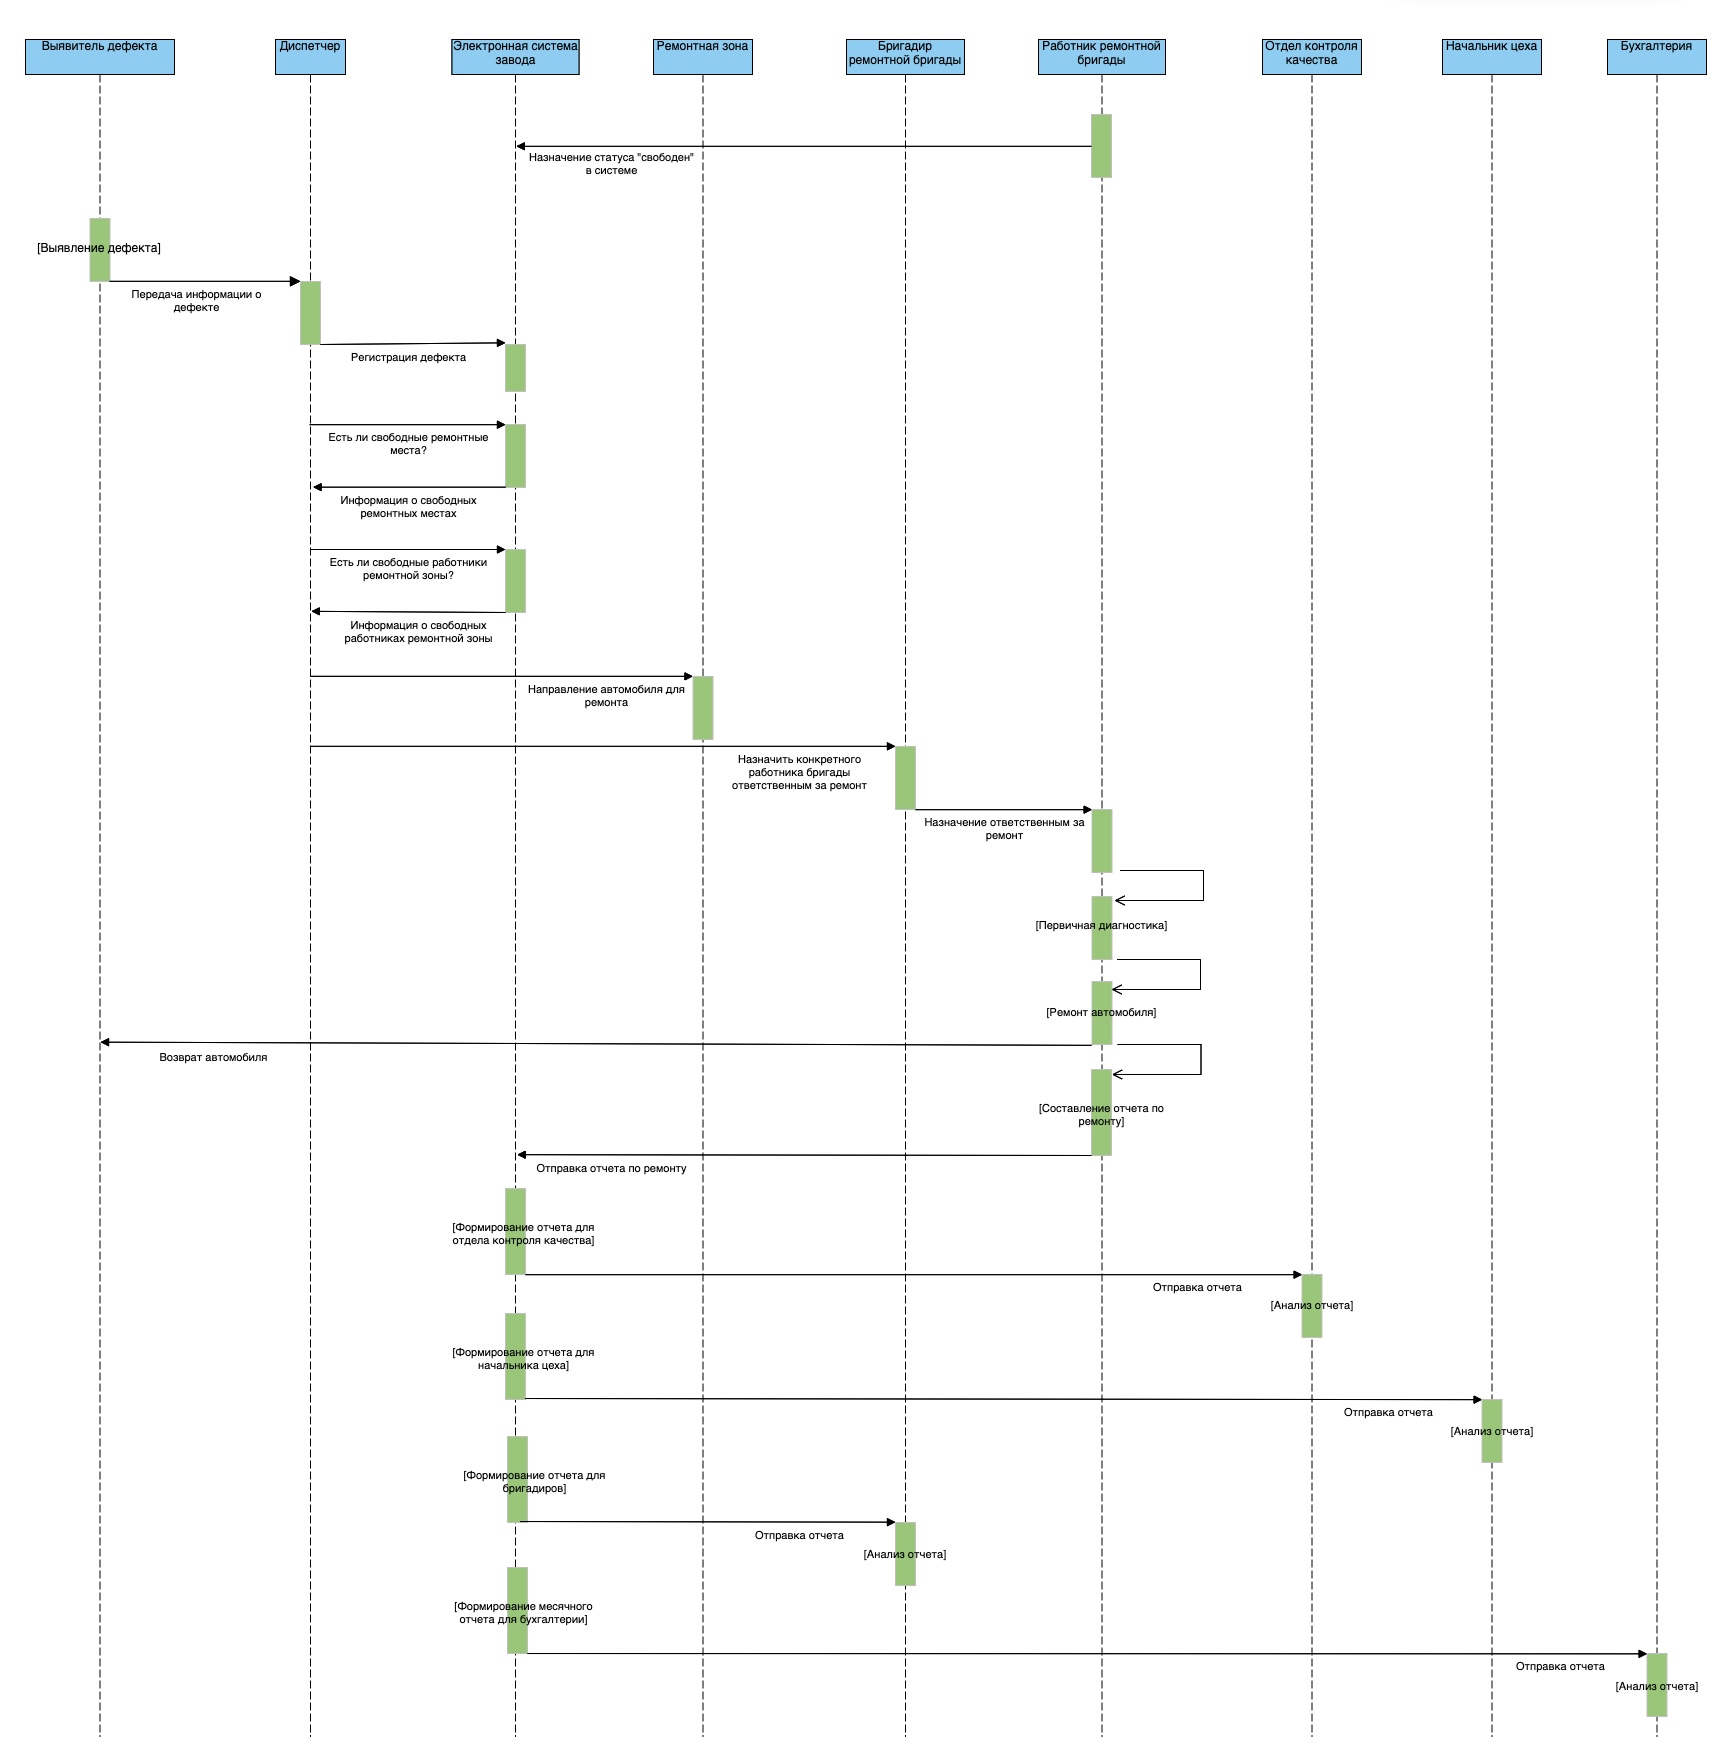 Выявитель дефекта
Диспетчер
Электронная система
завода
Ремонтная зона
Бригадир
ремонтной бригады
Работник ремонтной
бригады
Отдел контроля
качества
Начальник цеха
Бухгалтерия
Назначение статуса "свободен"
в системе
[Выявление дефекта]
Передача информации о
дефекте
Регистрация дефекта
Есть ли свободные ремонтные
места?
Информация о свободных
ремонтных местах
Есть ли свободные работники
ремонтной зоны?
Информация о свободных
работниках ремонтной зоны
Направление автомобиля для
ремонта
Назначить конкретного
работника бригады
ответственным за ремонт
Назначение ответственным за
ремонт
[Первичная диагностика]
[Ремонт автомобиля]
Возврат автомобиля
[Составление отчета по
ремонту]
Отправка отчета по ремонту
[Формирование отчета для
отдела контроля качества]
Отправка отчета
[Анализ отчета]
[Формирование отчета для
начальника цеха]
Отправка отчета
[Анализ отчета]
[Формирование отчета для
бригадиров]
Отправка отчета
[Анализ отчета]
[Формирование месячного
отчета для бухгалтерии]
Отправка отчета
[Анализ отчета]